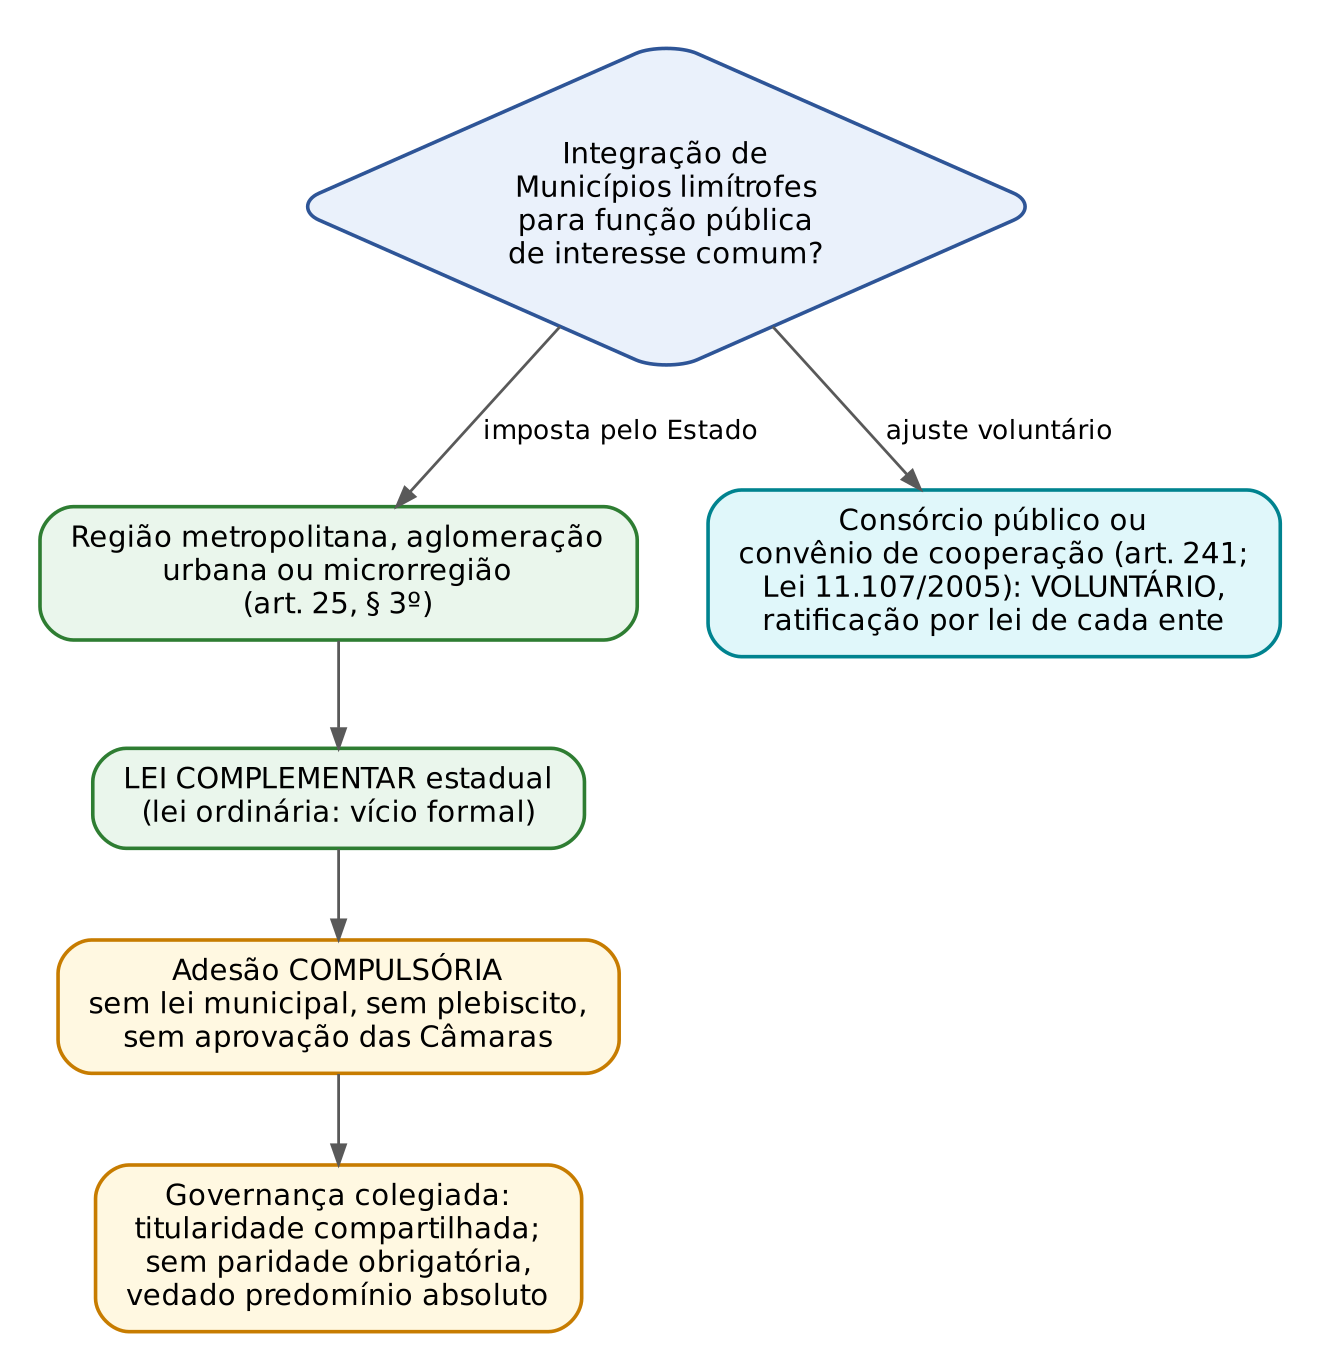 Integração de
Municípios limítrofes
para função pública
de interesse comum?
imposta pelo Estado
ajuste voluntário
Região metropolitana, aglomeração
urbana ou microrregião
(art. 25, § 3º)
Consórcio público ou
convênio de cooperação (art. 241;
Lei 11.107/2005): VOLUNTÁRIO,
ratificação por lei de cada ente
LEI COMPLEMENTAR estadual
(lei ordinária: vício formal)
Adesão COMPULSÓRIA
sem lei municipal, sem plebiscito,
sem aprovação das Câmaras
Governança colegiada:
titularidade compartilhada;
sem paridade obrigatória,
vedado predomínio absoluto